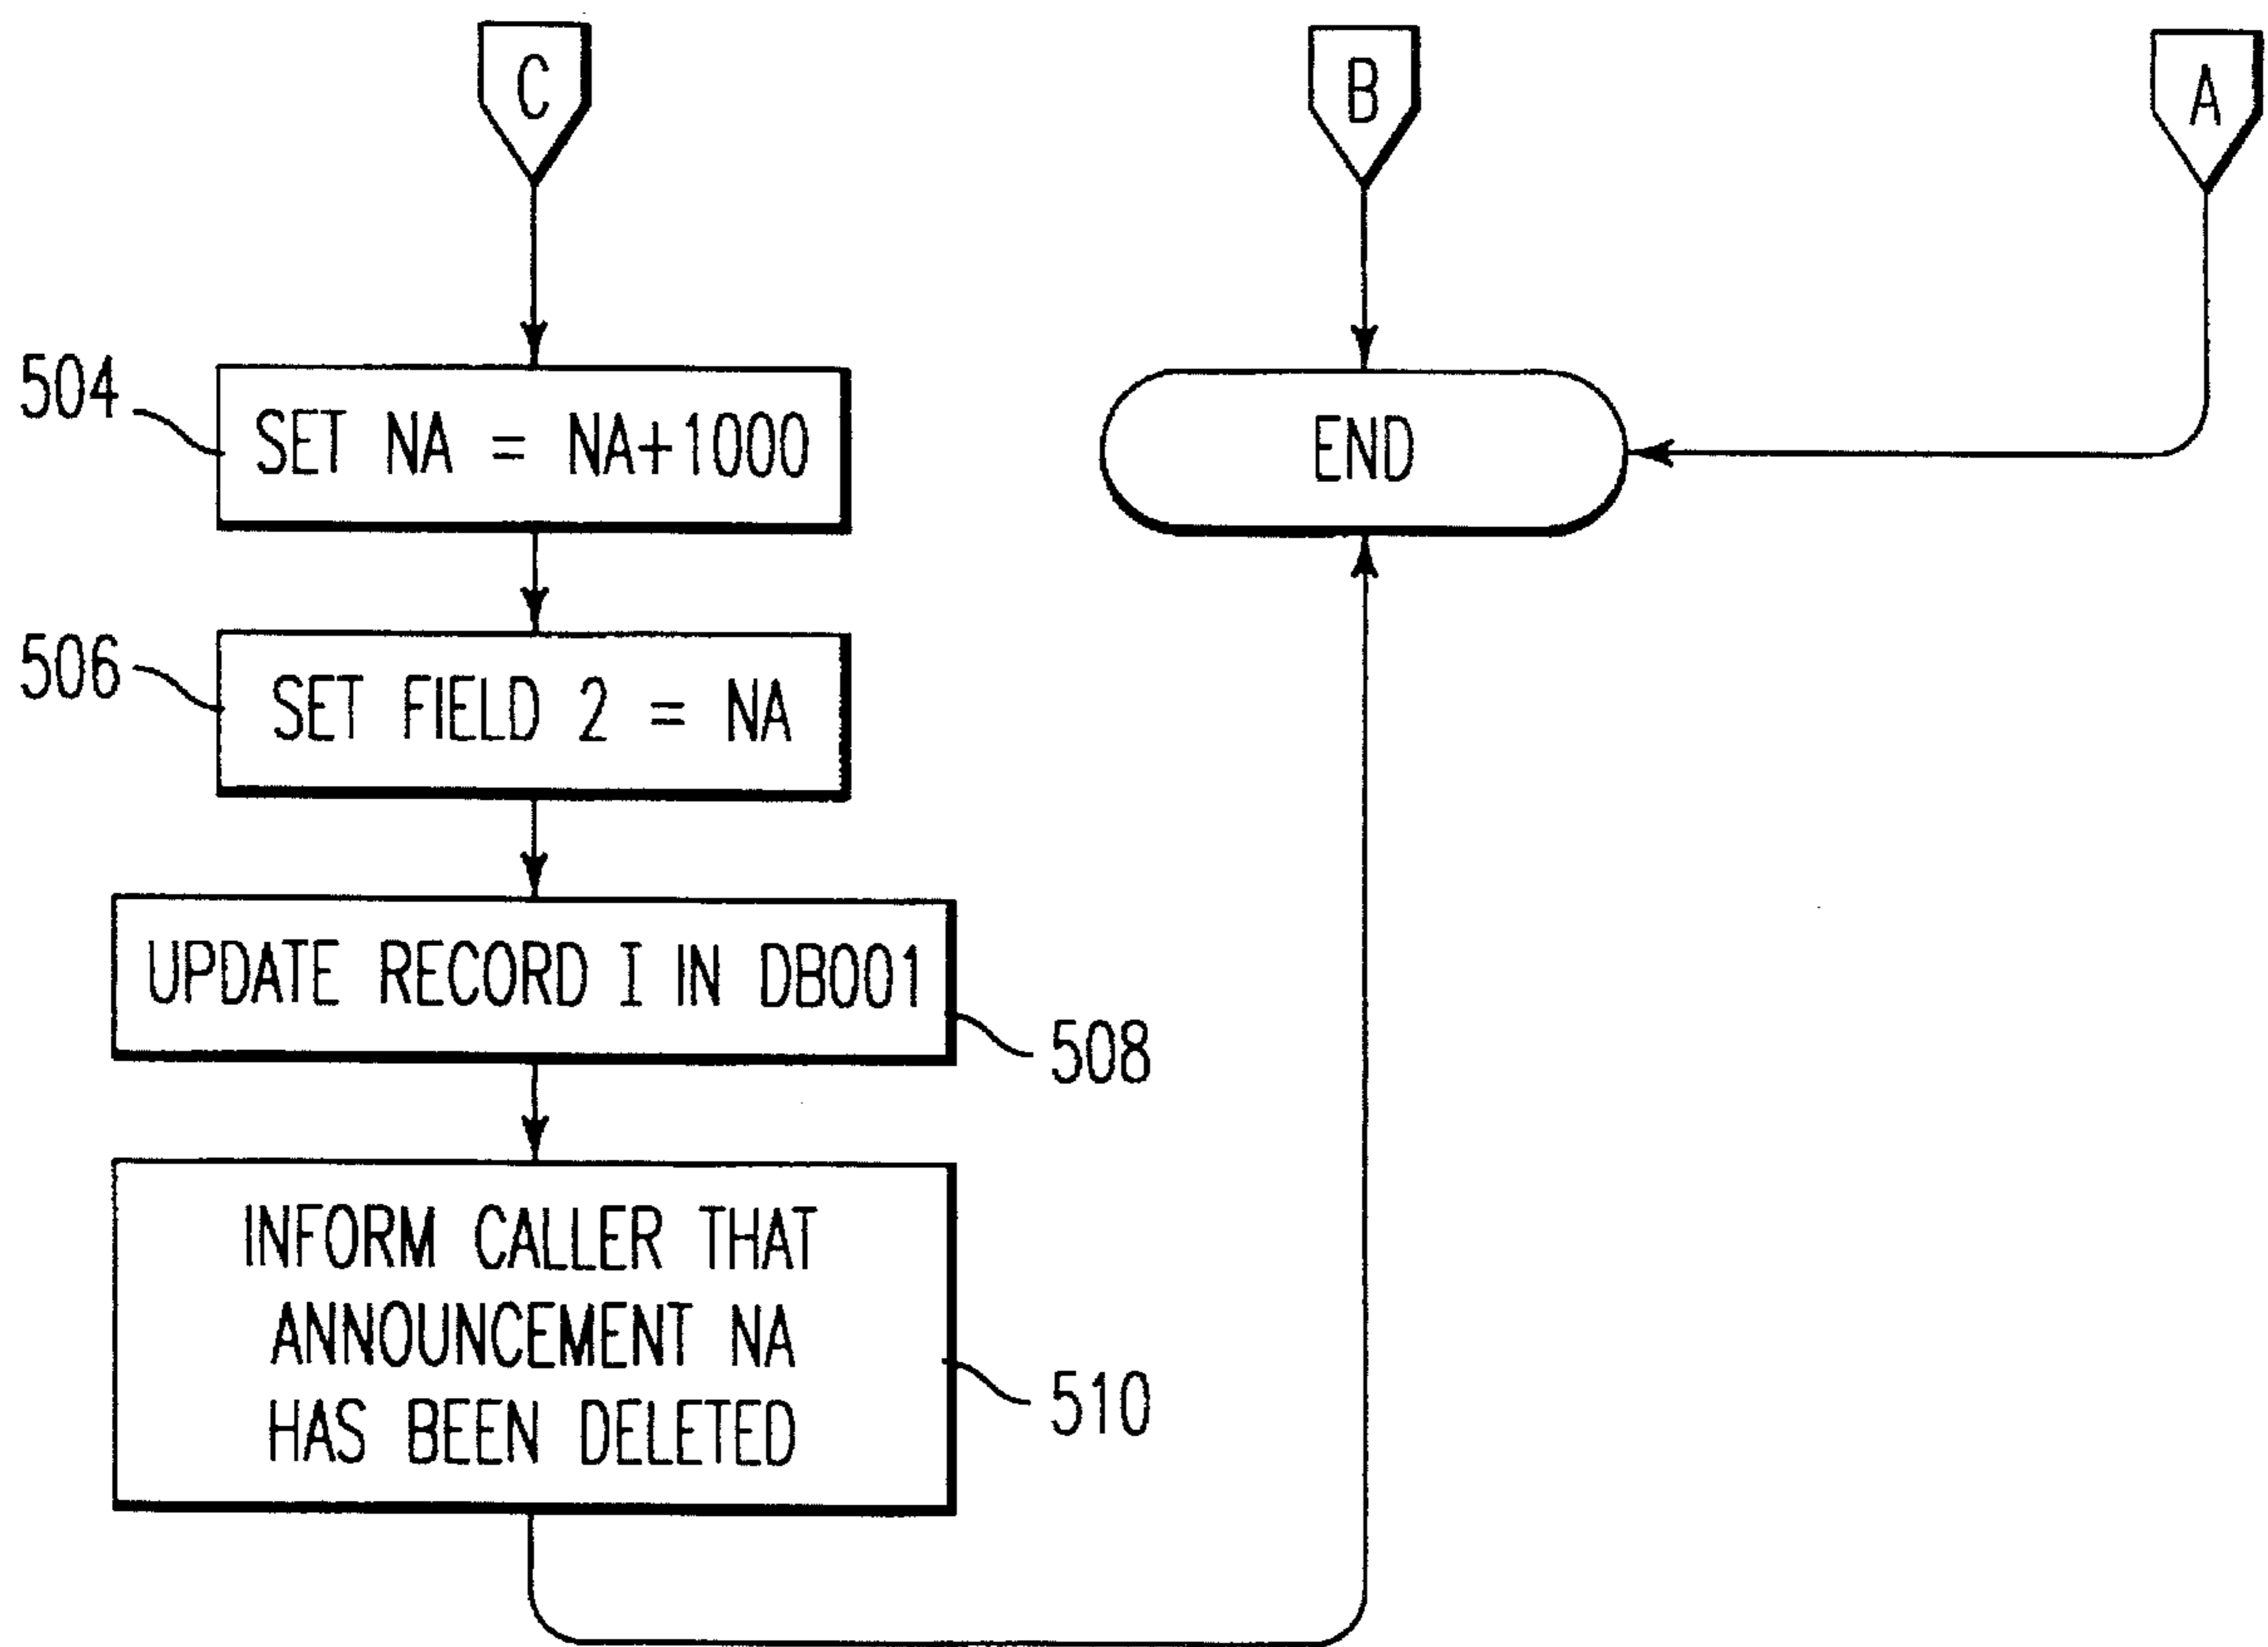 C
B
A
504
SET NA = NA+1000
END
506
SET FIELD 2 = NA
UPDATE RECORD I IN DB001
508
INFORM CALLER THAT
ANNOUNCEMENT NA
HAS BEEN DELETED
510